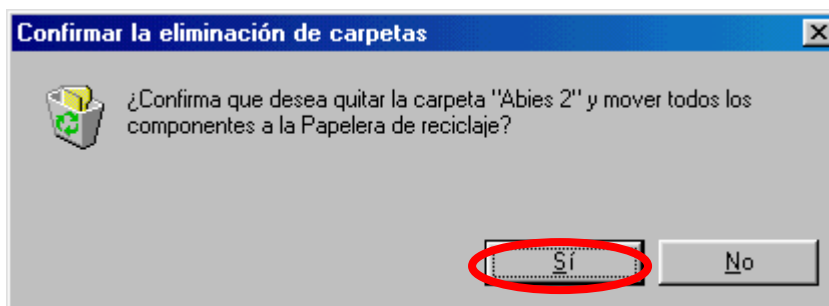 Confirmar la eliminación de carpetas
¿Confirma que desea quitar la carpeta "Abies 2" y mover todos los
componentes a la Papelera de reciclaje?
Sí
No